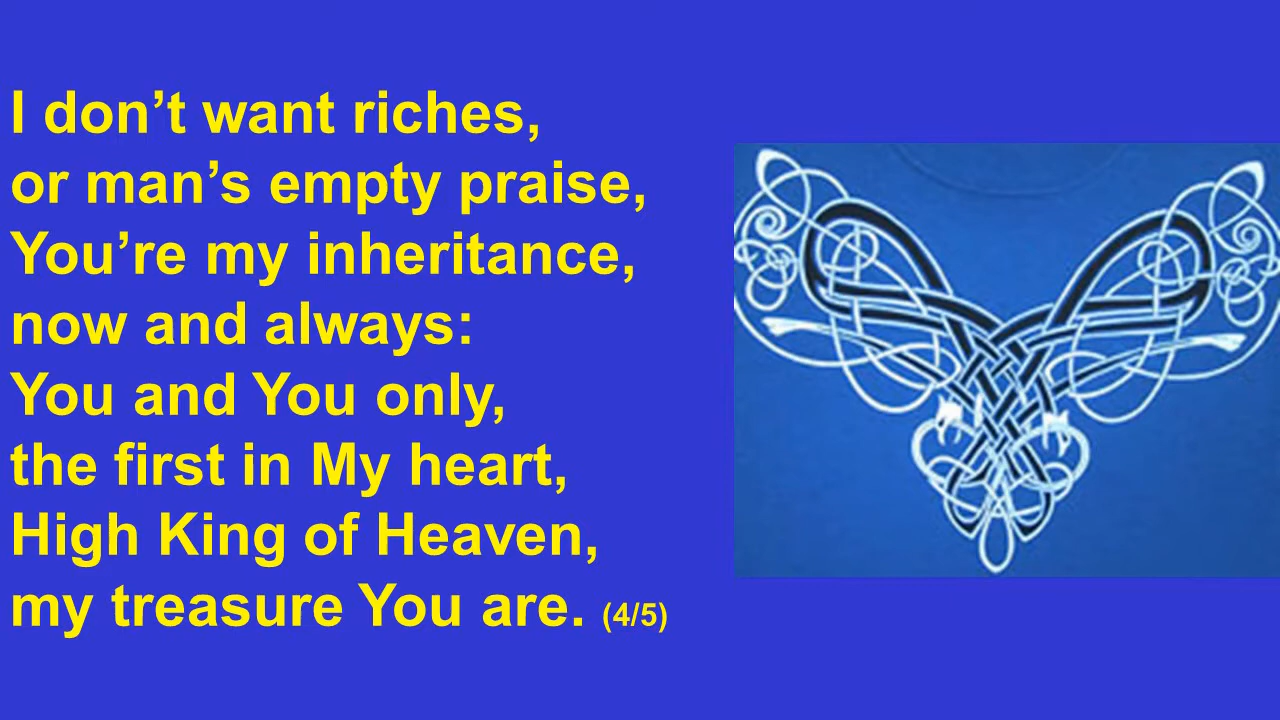 I don’t want riches,
or man’s empty praise,
You’re my inheritance,
now and always:
You and You only,
the first in My heart,
High King of Heaven,
my treasure You are. (4/5)